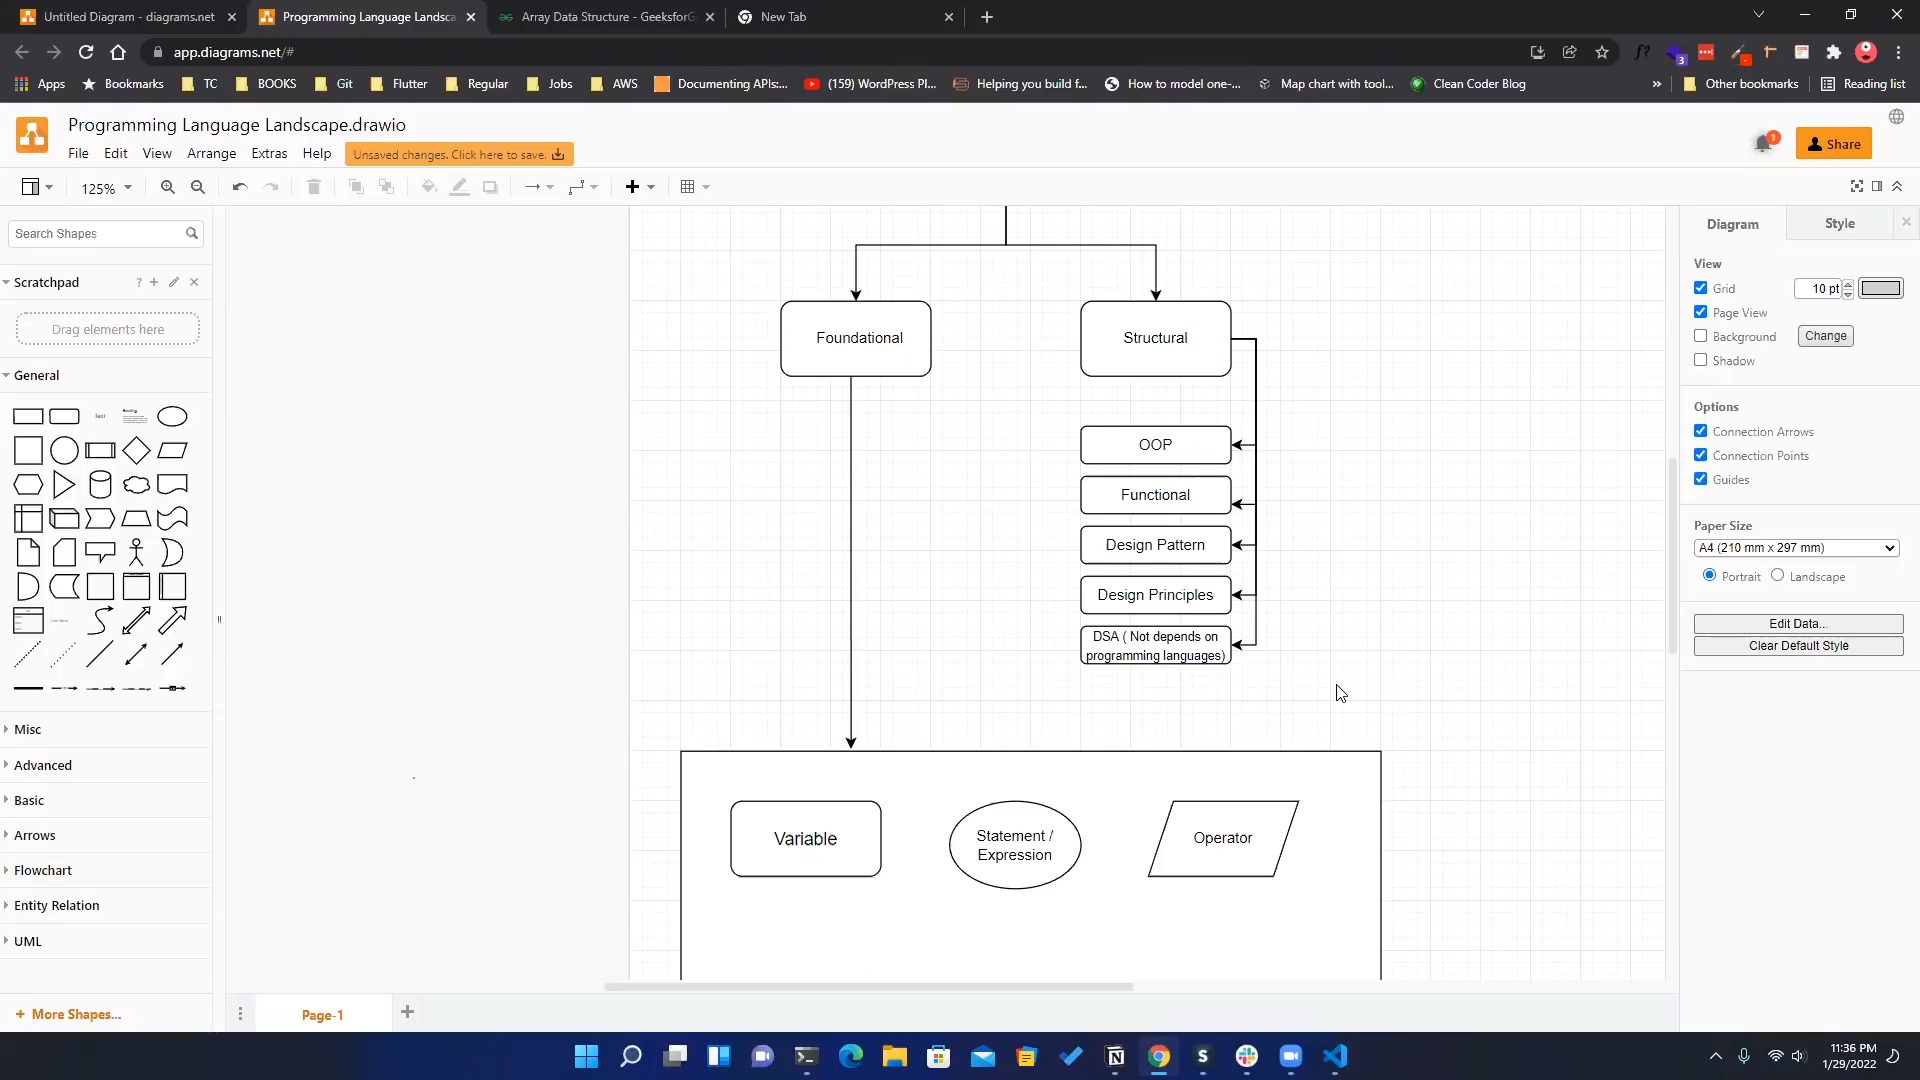 Untitled Diagram - diagrams.net
Programming Language Landsca
Array Data Structure - GeeksforG
New Tab
app.diagrams.net/#
f?
3
Apps
Bookmarks
TC
BOOKS
Git
Flutter
Regular
Jobs
AWS
Documenting APIs:...
(159) WordPress Pl...
Helping you build f...
How to model one-...
Map chart with tool...
Clean Coder Blog
»
Other bookmarks
Reading list
Programming Language Landscape.drawio
File
Edit
View
Arrange
Extras
Help
Unsaved changes. Click here to save.
1
Share
125%
Search Shapes
Scratchpad
?
Drag elements here
General
Text
Heading
Misc
Advanced
Basic
Arrows
Flowchart
Entity Relation
UML
+ More Shapes...
Foundational
Structural
OOP
Functional
Design Pattern
Design Principles
DSA ( Not depends on
programming languages)
Variable
Statement /
Expression
Operator
Page-1
Diagram
Style
View
Grid
10 pt
Page View
Background
Change
Shadow
Options
Connection Arrows
Connection Points
Guides
Paper Size
A4 (210 mm x 297 mm)
Portrait
Landscape
Edit Data...
Clear Default Style
11:36 PM
1/29/2022